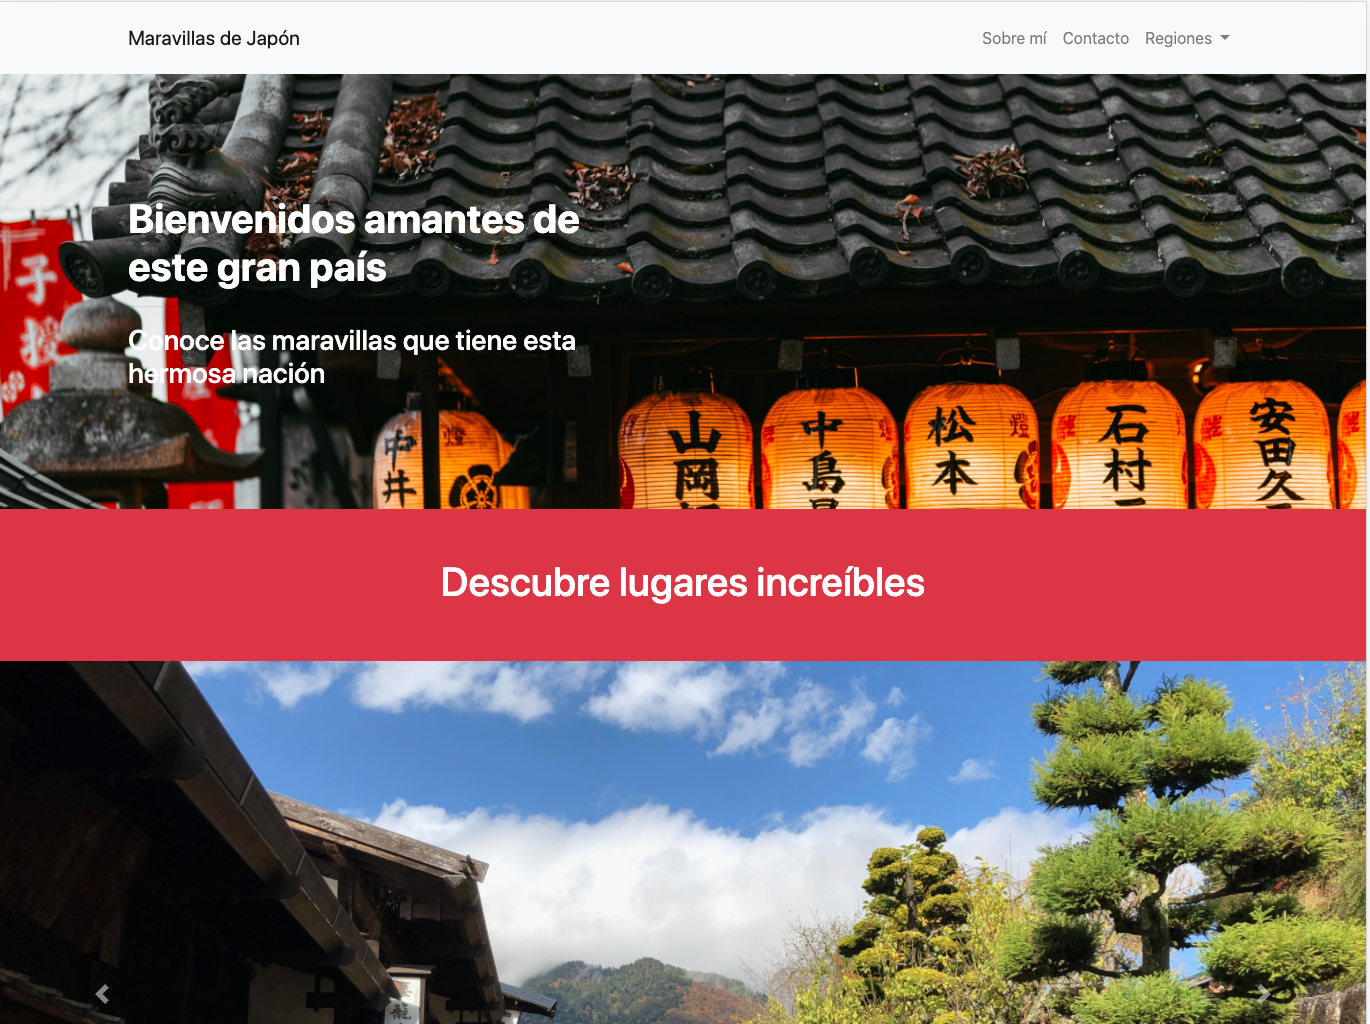 Maravillas de Japón
Sobre mí Contacto Regiones
Bienvenidos amantes de
este gran país
Conoce las maravillas que tiene esta
hermosa nación
子授
中井
燈
山岡
中島
松本
燈
石村
安田久
Descubre lugares increíbles